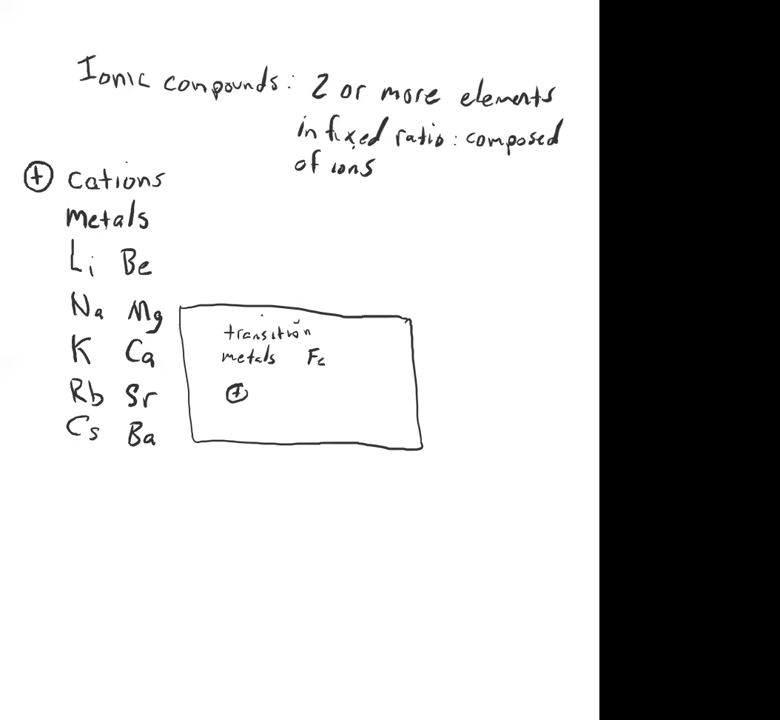 Ionic compounds: 2 or more elements
in fixed ratio: composed
of ions
+ cations
metals
Li Be
Na Mg
K Ca
Rb Sr
Cs Ba
transition
metals Fe
+